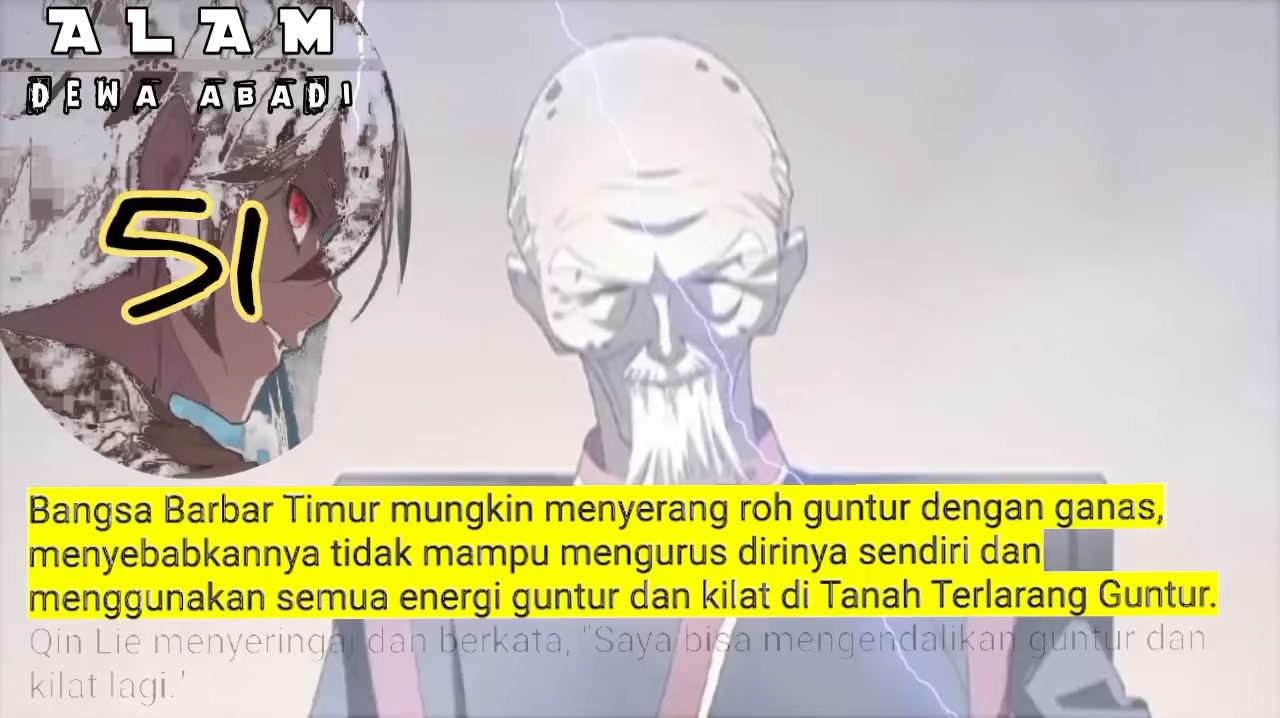 ALAM
DEWA ABADI
51
Bangsa Barbar Timur mungkin menyerang roh guntur dengan ganas,
menyebabkannya tidak mampu mengurus dirinya sendiri dan
menggunakan semua energi guntur dan kilat di Tanah Terlarang Guntur.
Qin Lie menyeringai dan berkata, "Saya bisa mengendalikan guntur dan
kilat lagi.'